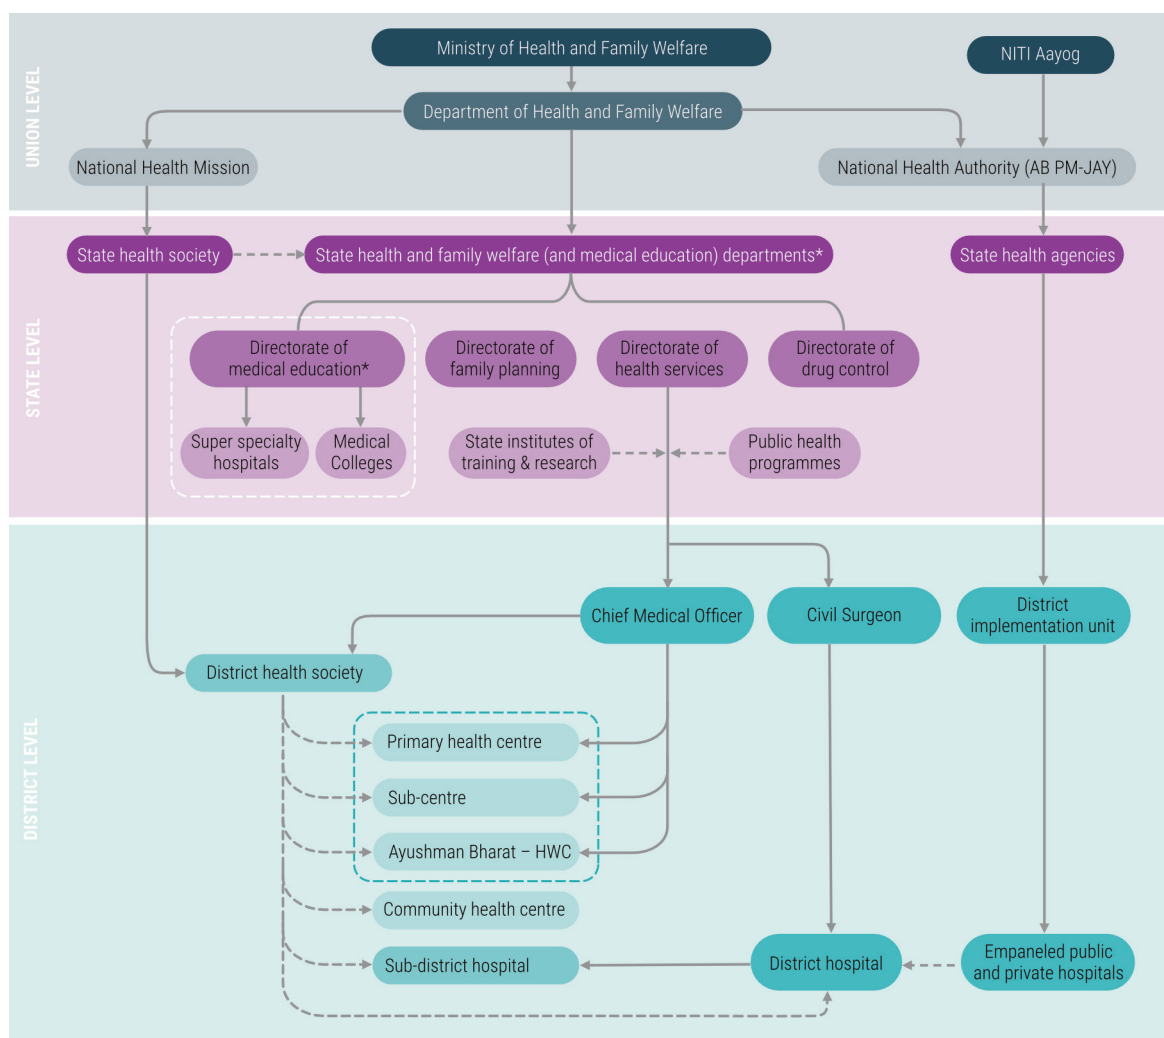 UNION LEVEL
Ministry of Health and Family Welfare
NITI Aayog
Department of Health and Family Welfare
National Health Mission
National Health Authority (AB PM-JAY)
STATE LEVEL
State health society
State health and family welfare (and medical education) departments*
State health agencies
Directorate of
medical education*
Directorate of
family planning
Directorate of
health services
Directorate of
drug control
Super specialty
hospitals
Medical
Colleges
State institutes of
training & research
Public health
programmes
DISTRICT LEVEL
Chief Medical Officer
Civil Surgeon
District
implementation unit
District health society
Primary health centre
Sub-centre
Ayushman Bharat – HWC
Community health centre
Sub-district hospital
District hospital
Empaneled public
and private hospitals